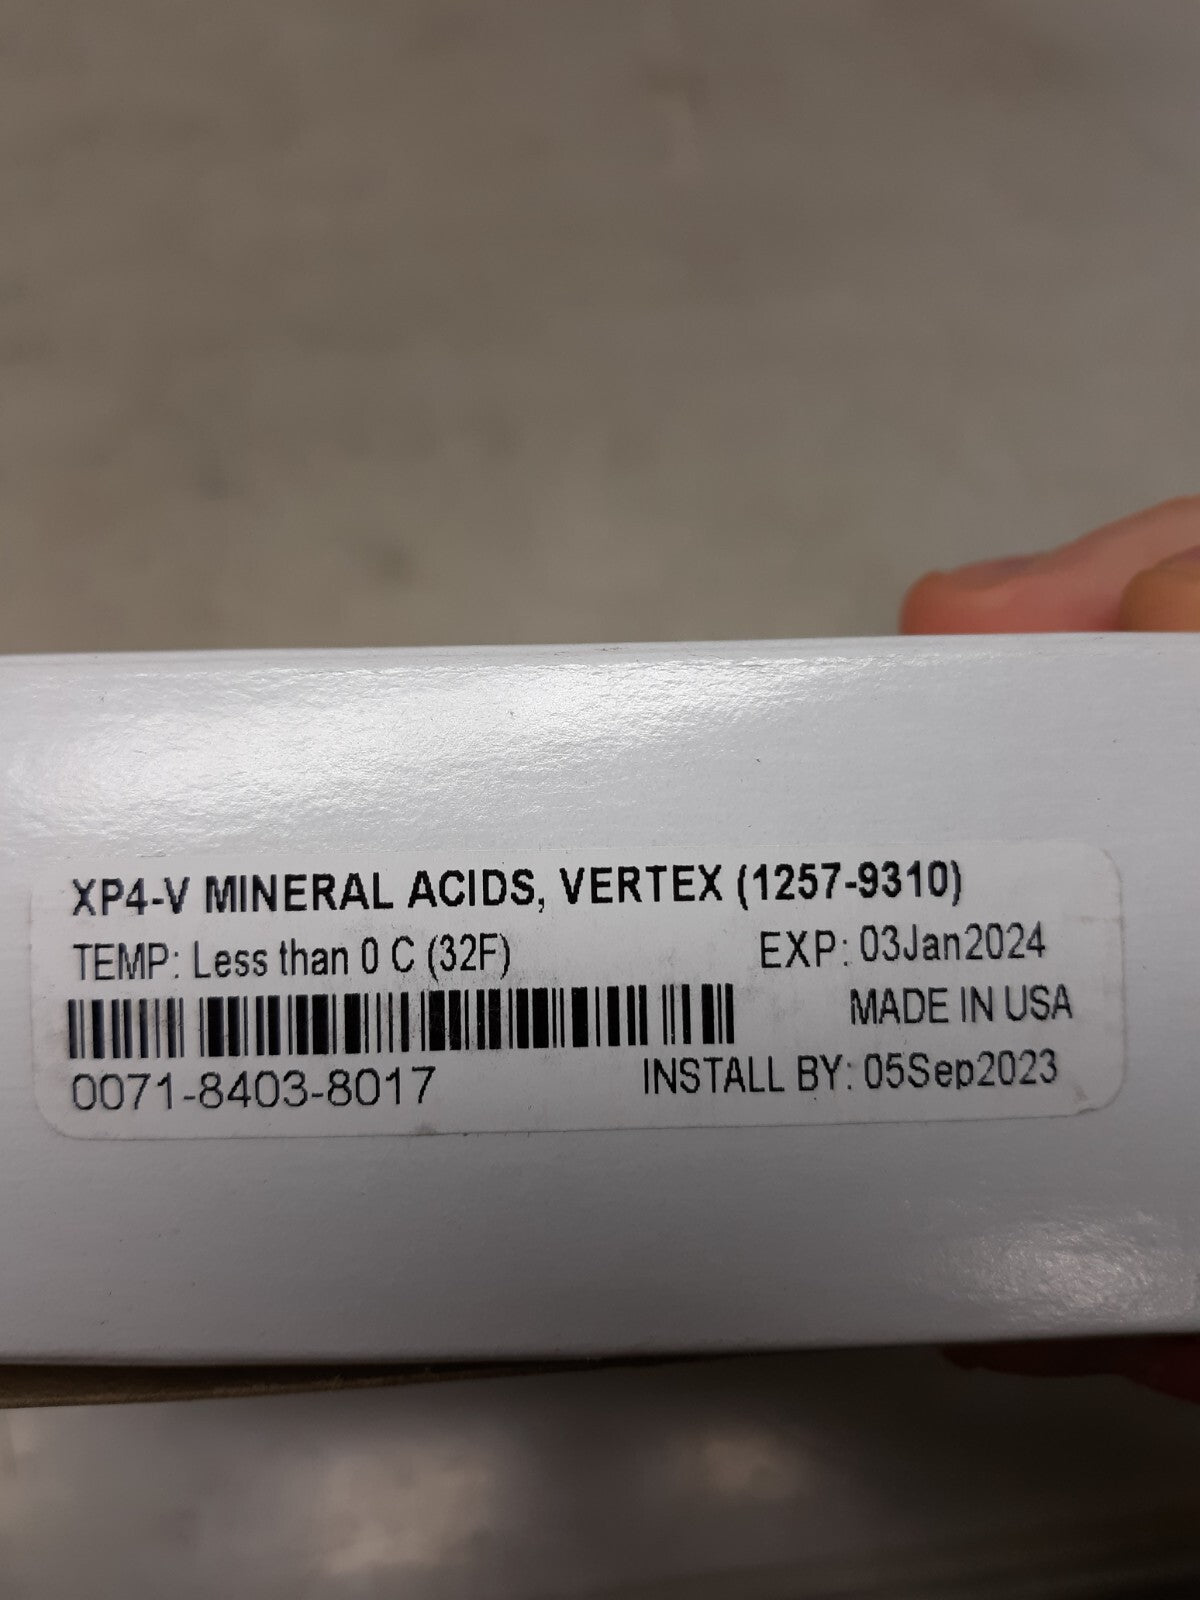 XP4-V MINERAL ACIDS, VERTEX (1257-9310)
TEMP: Less than 0 C (32F) EXP: 03Jan2024
MADE IN USA
0071-8403-8017 INSTALL BY: 05Sep2023